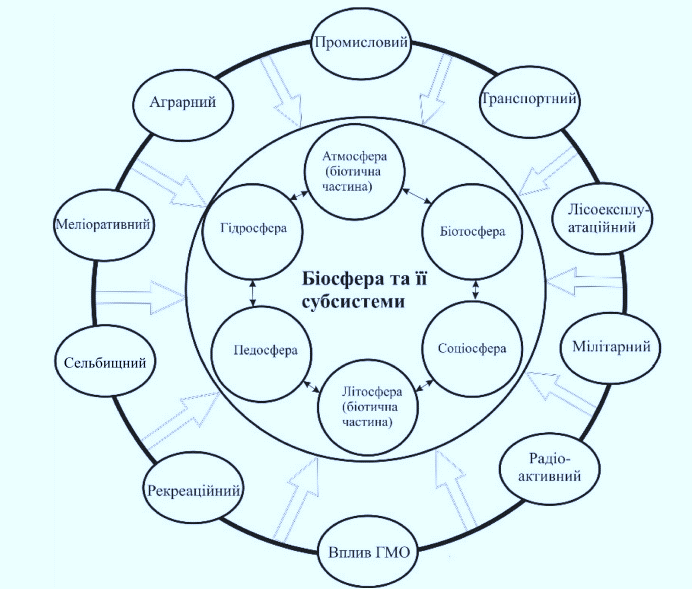 Промисловий
Транспортний
Аграрний
Лісоексплу-
атаційний
Меліоративний
Мілітарний
Сельбищний
Радіо-
активний
Рекреаційний
Вплив ГМО
Атмосфера
(біотична
частина)
Гідросфера
Біотосфера
Біосфера та її
субсистеми
Педосфера
Соціосфера
Літосфера
(біотична
частина)